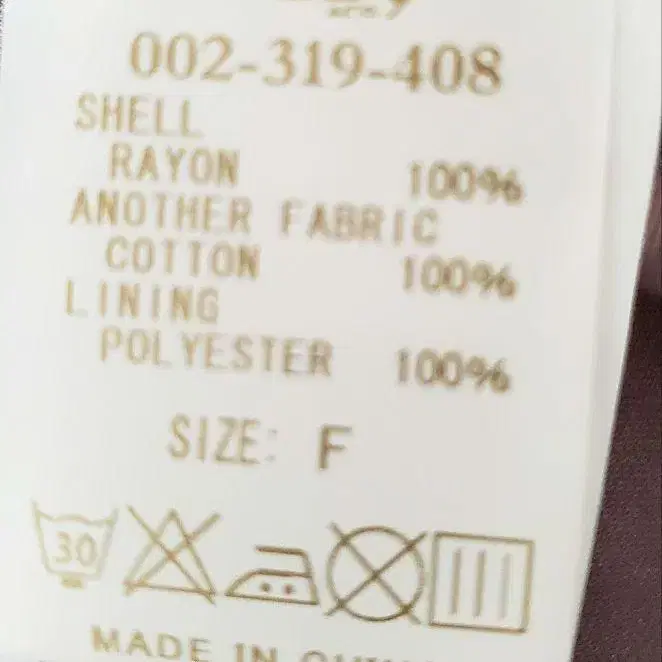 002-319-408
SHELL
RAYON 100%
ANOTHER FABRIC
COTTON 100%
LINING
POLYESTER 100%
SIZE: F
30
MADE IN